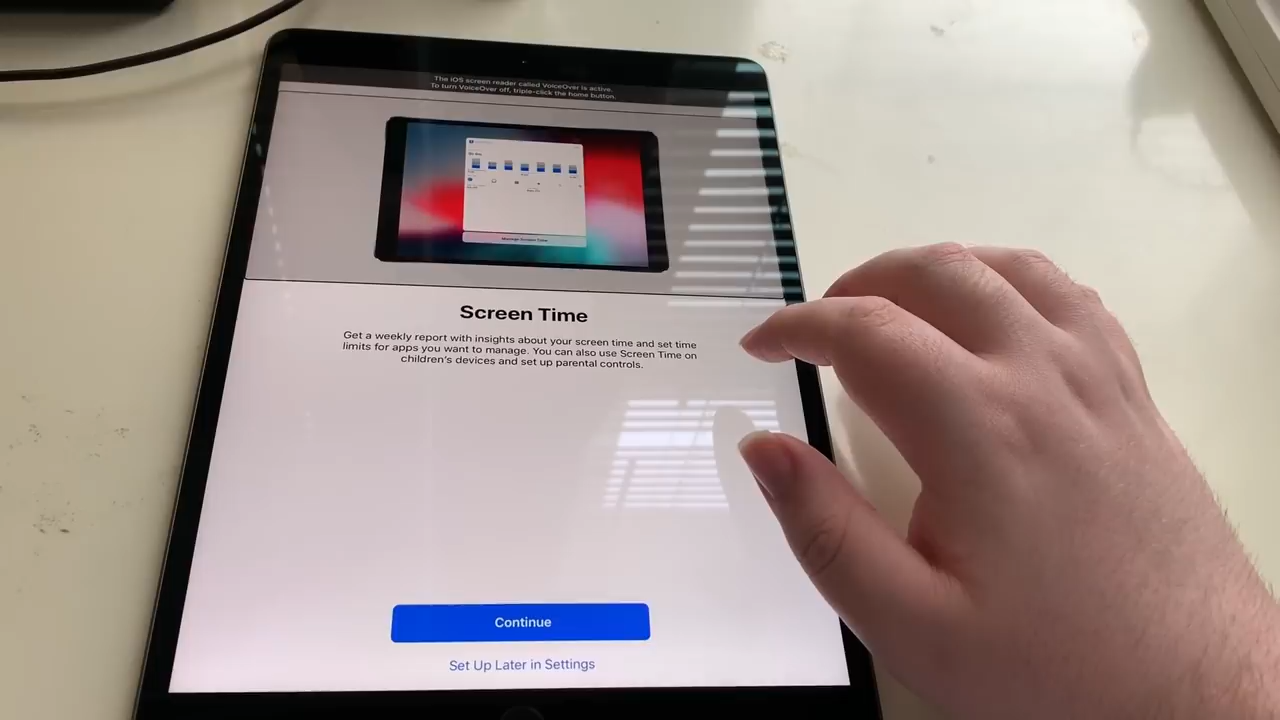 The iOS screen reader called VoiceOver is active.
To turn VoiceOver off, triple-click the home button.
Manage Screen Time
Screen Time
Get a weekly report with insights about your screen time and set time
limits for apps you want to manage. You can also use Screen Time on
children's devices and set up parental controls.
Continue
Set Up Later in Settings